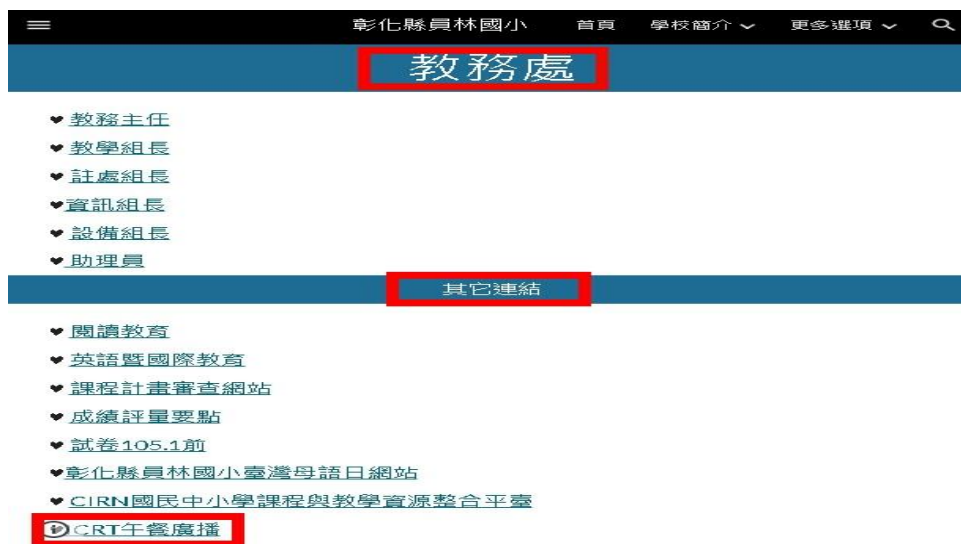 彰化縣員林國小 首頁 學校簡介 更多選項
教務處
教務主任
教學組長
註處組長
資訊組長
設備組長
助理員
其它連結
閱讀教育
英語暨國際教育
課程計畫審查網站
成績評量要點
試卷105.1前
彰化縣員林國小臺灣母語日網站
CIRN國民中小學課程與教學資源整合平臺
CRT午餐廣播